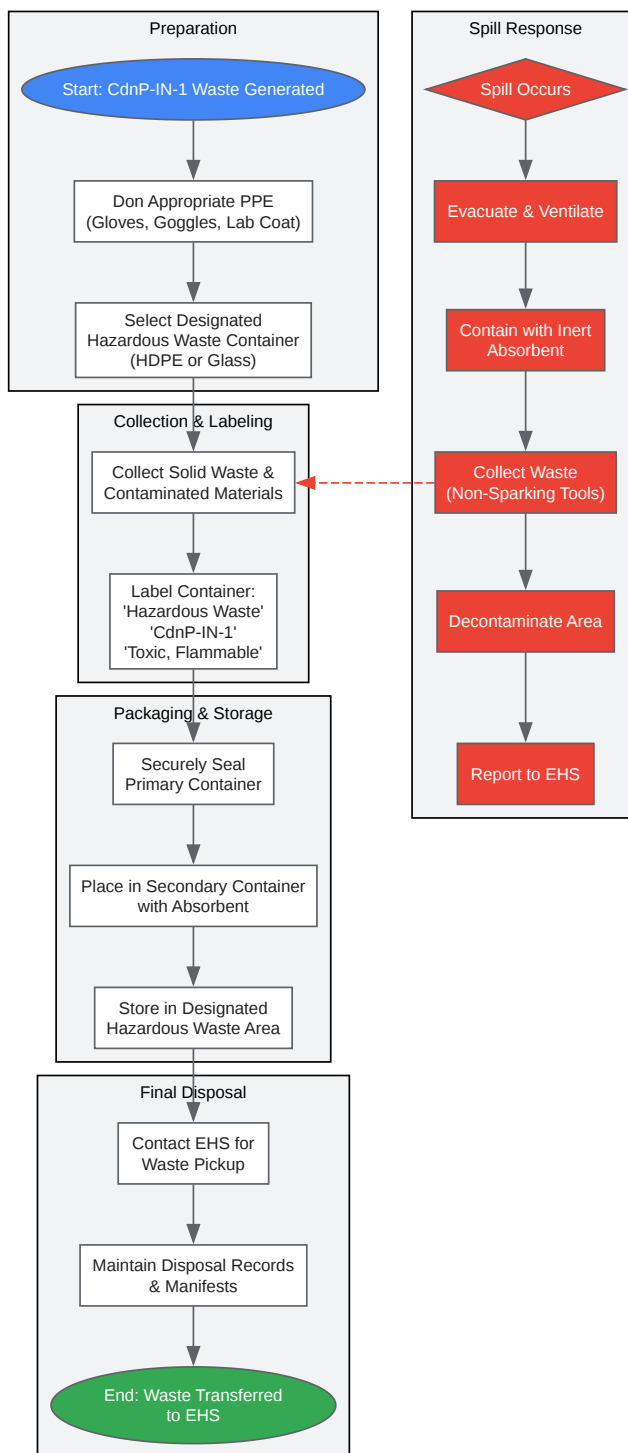 Preparation
Start: CdnP-IN-1 Waste Generated
Don Appropriate PPE
(Gloves, Goggles, Lab Coat)
Select Designated
Hazardous Waste Container
(HDPE or Glass)
Collection & Labeling
Collect Solid Waste &
Contaminated Materials
Label Container:
'Hazardous Waste'
'CdnP-IN-1'
'Toxic, Flammable'
Packaging & Storage
Securely Seal
Primary Container
Place in Secondary Container
with Absorbent
Store in Designated
Hazardous Waste Area
Final Disposal
Contact EHS for
Waste Pickup
Maintain Disposal Records
& Manifests
End: Waste Transferred
to EHS
Spill Response
Spill Occurs
Evacuate & Ventilate
Contain with Inert
Absorbent
Collect Waste
(Non-Sparking Tools)
Decontaminate Area
Report to EHS